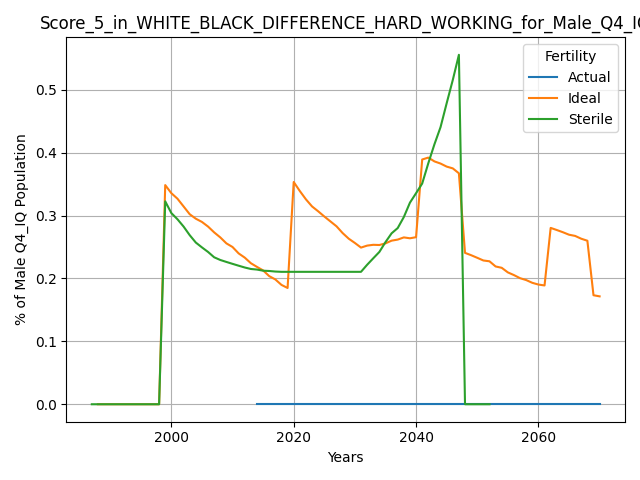 Score_5_in_WHITE_BLACK_DIFFERENCE_HARD_WORKING_for_Male_Q4_IQ
Fertility
Actual
Ideal
Sterile
% of Male Q4_IQ Population
0.5
0.4
0.3
0.2
0.1
0.0
2000
2020
2040
2060
Years